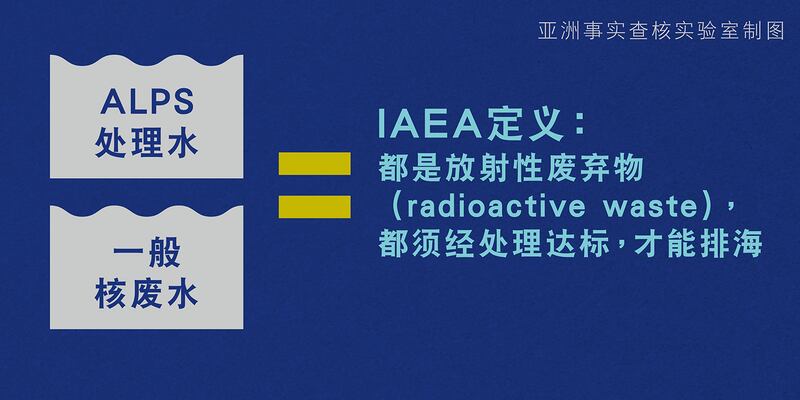 亚洲事实查核实验室制图
ALPS
处理水
一般
核废水
IAEA定义：
都是放射性废弃物
（radioactive waste），
都须经处理达标，才能排海